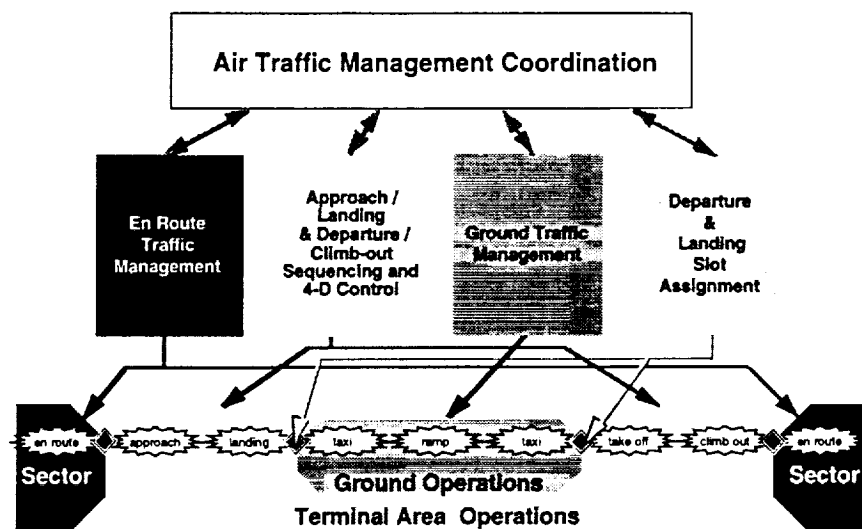 Air Traffic Management Coordination
En Route
Traffic
Management
Approach /
Landing
& Departure /
Climb-out
Sequencing and
4-D Control
Ground Traffic
Management
Departure
&
Landing
Slot
Assignment
en route
approach
landing
taxi
ramp
taxi
take off
climb out
en route
Sector
Ground Operations
Sector
Terminal Area Operations